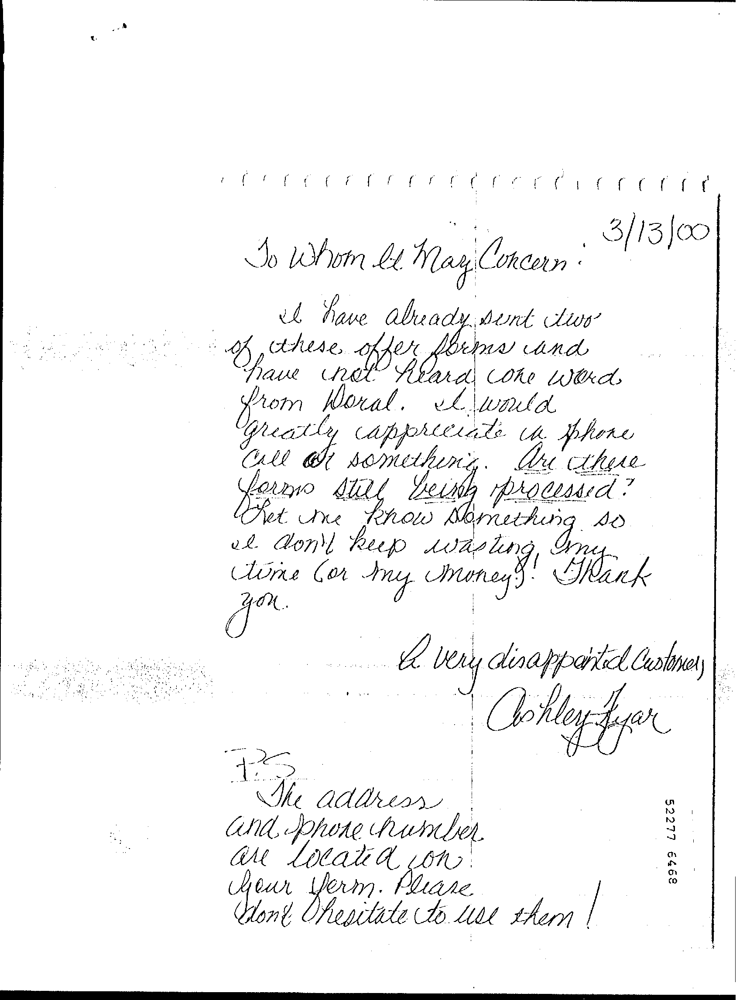 3/13/00
To Whom It May Concern:
I have already sent two
of these offer forms and
have not heard one word
from Doral. I would
greatly appreciate a phone
call or something. Are these
forms still being processed?
Let me know something so
I don't keep wasting my
time (or my money)! Thank
you.
A very disappointed Customer,
Ashley
P.S
The address
and phone number
are located on
your form. Please
don't hesitate to use them!
52277 6468